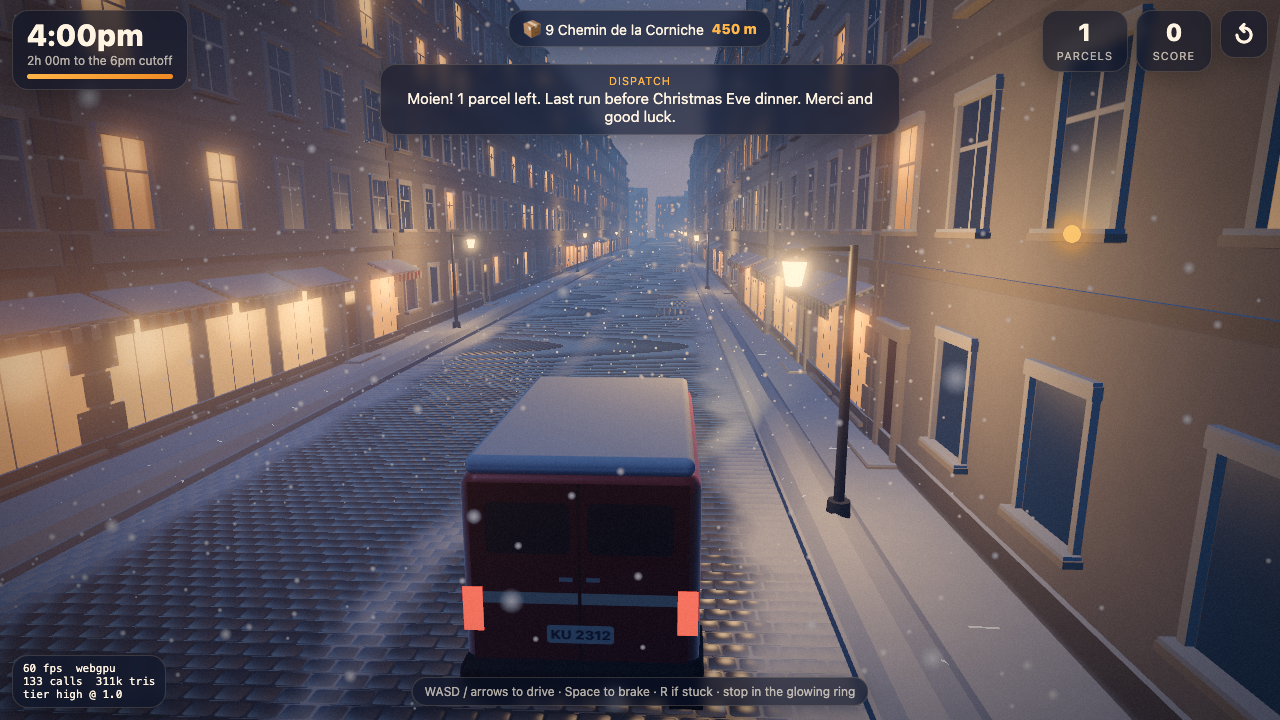 4:00pm
2h 00m to the 6pm cutoff
9 Chemin de la Corniche 450 m
1
PARCELS
0
SCORE
DISPATCH
Moien! 1 parcel left. Last run before Christmas Eve dinner. Merci and
good luck.
KU 2312
60 fps webgpu
133 calls 311k tris
tier high @ 1.0
WASD / arrows to drive · Space to brake · R if stuck · stop in the glowing ring